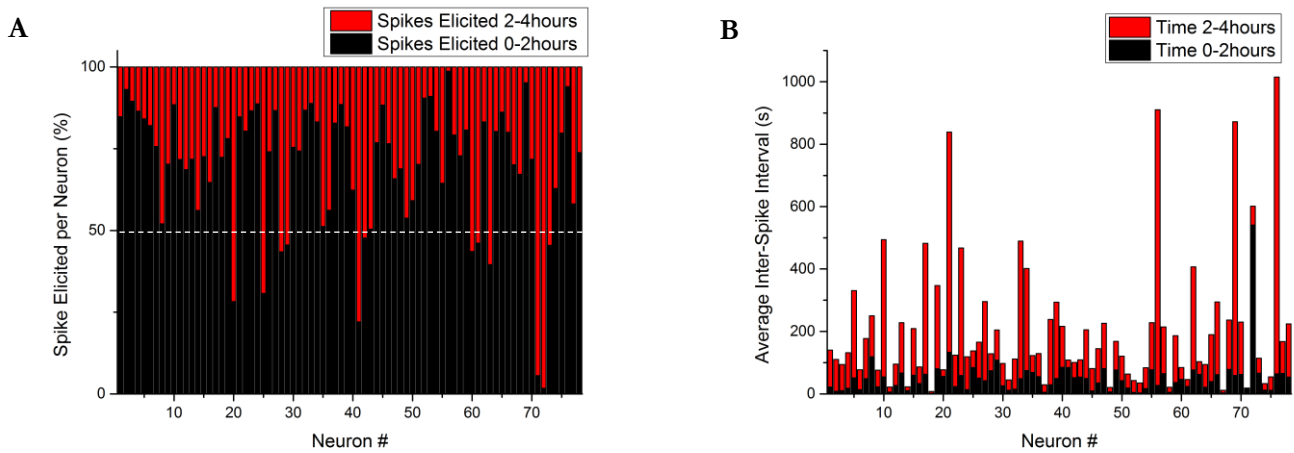 A
Spikes Elicited 2-4hours
Spikes Elicited 0-2hours
Spike Elicited per Neuron (%)
100
50
0
10 20 30 40 50 60 70
Neuron #
B
Time 2-4hours
Time 0-2hours
Average Inter-Spike Interval (s)
1000
800
600
400
200
0
10 20 30 40 50 60 70
Neuron #